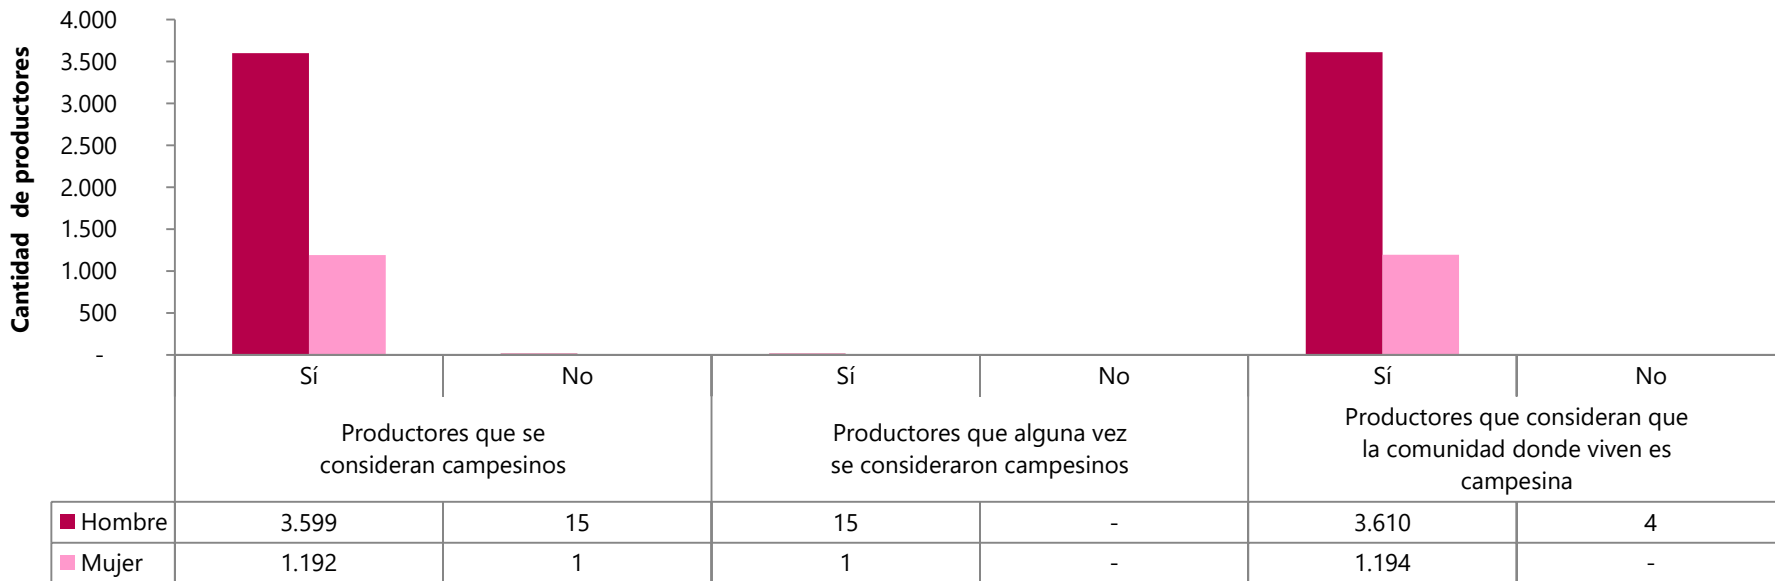 Cantidad de productores
4.000
3.500
3.000
2.500
2.000
1.500
1.000
500
-
Sí No Sí No Sí No
Productores que se
consideran campesinos
Productores que alguna vez
se consideraron campesinos
Productores que consideran que
la comunidad donde viven es
campesina
Hombre 3.599 15 15 - 3.610 4
Mujer 1.192 1 1 - 1.194 -